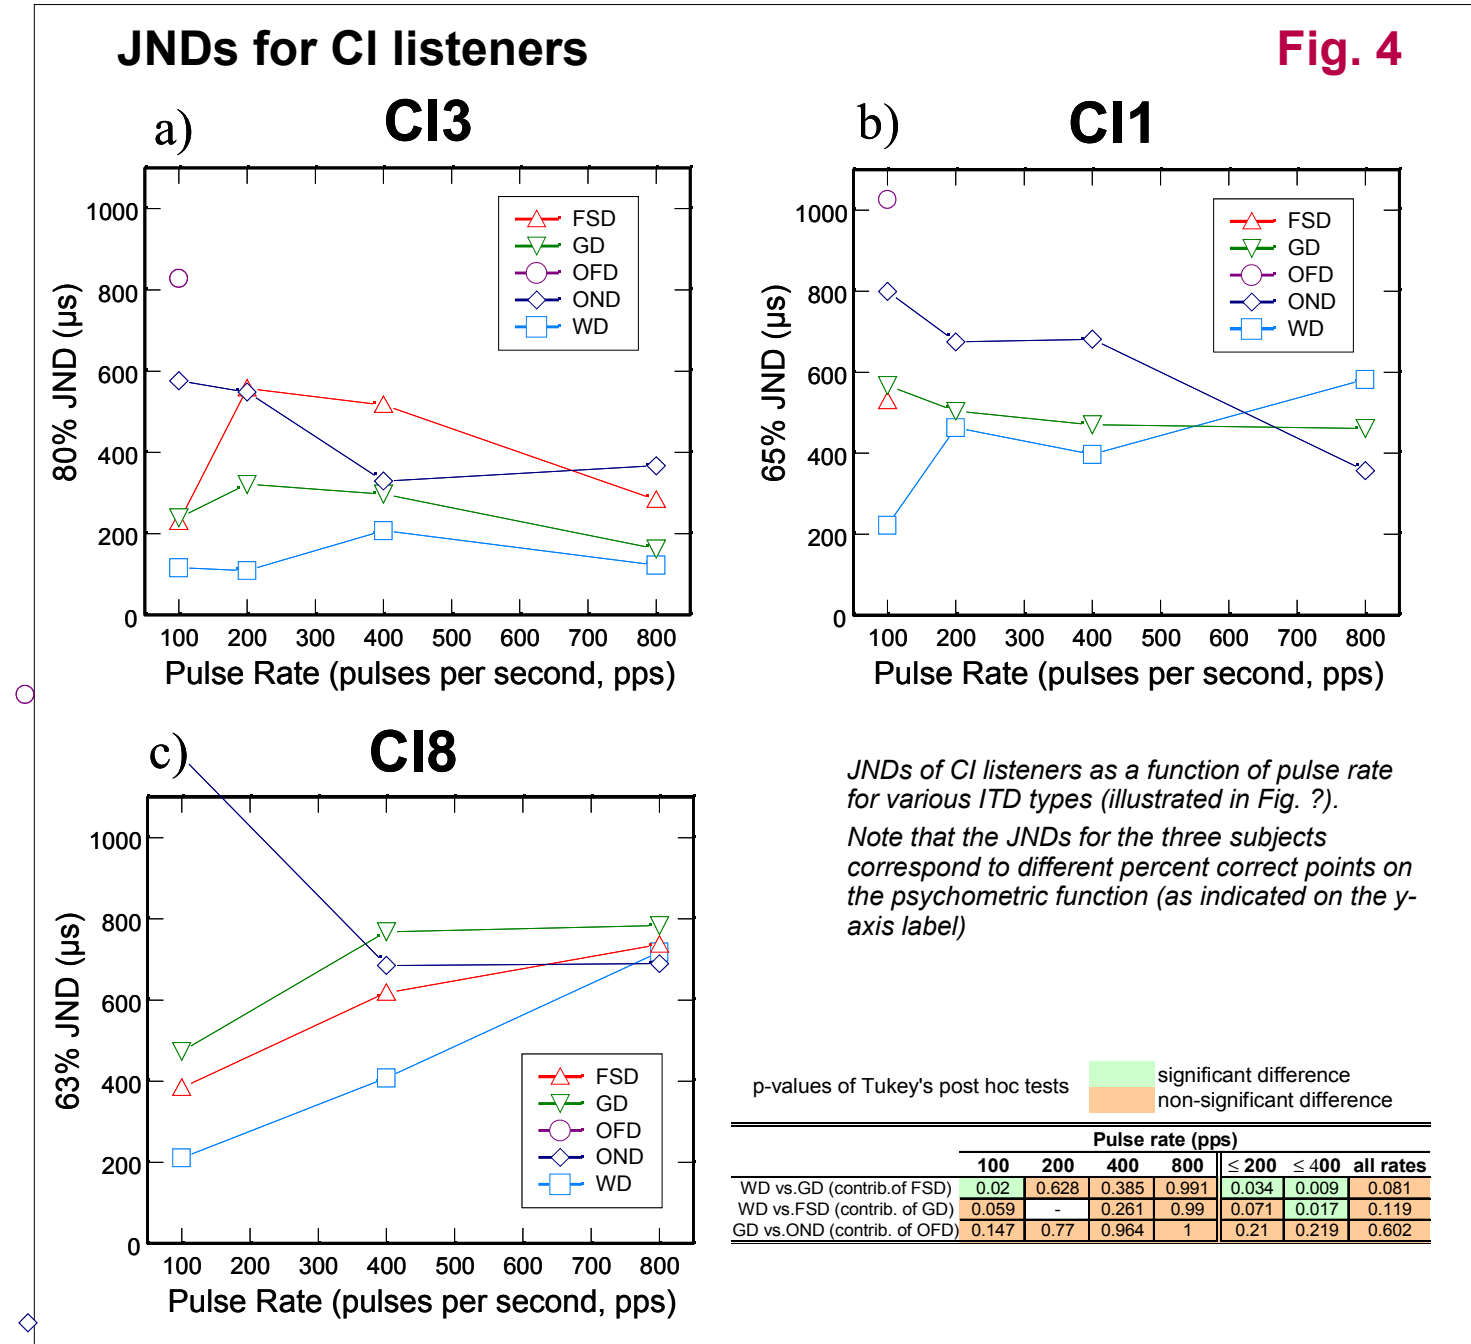 JNDs for CI listeners
Fig. 4
a)
CI3
1000
800
600
400
200
0
80% JND (µs)
FSD
GD
OFD
OND
WD
100 200 300 400 500 600 700 800
Pulse Rate (pulses per second, pps)
b)
CI1
1000
800
600
400
200
0
65% JND (µs)
FSD
GD
OFD
OND
WD
100 200 300 400 500 600 700 800
Pulse Rate (pulses per second, pps)
c)
CI8
1000
800
600
400
200
0
63% JND (µs)
FSD
GD
OFD
OND
WD
100 200 300 400 500 600 700 800
Pulse Rate (pulses per second, pps)
JNDs of CI listeners as a function of pulse rate
for various ITD types (illustrated in Fig. ?).
Note that the JNDs for the three subjects
correspond to different percent correct points on
the psychometric function (as indicated on the y-
axis label)
p-values of Tukey's post hoc tests
significant difference
non-significant difference
Pulse rate (pps)
100 200 400 800 ≤ 200 ≤ 400 all rates
WD vs.GD (contrib.of FSD) 0.02 0.628 0.385 0.991 0.034 0.009 0.081
WD vs.FSD (contrib. of GD) 0.059 - 0.261 0.99 0.071 0.017 0.119
GD vs.OND (contrib. of OFD) 0.147 0.77 0.964 1 0.21 0.219 0.602